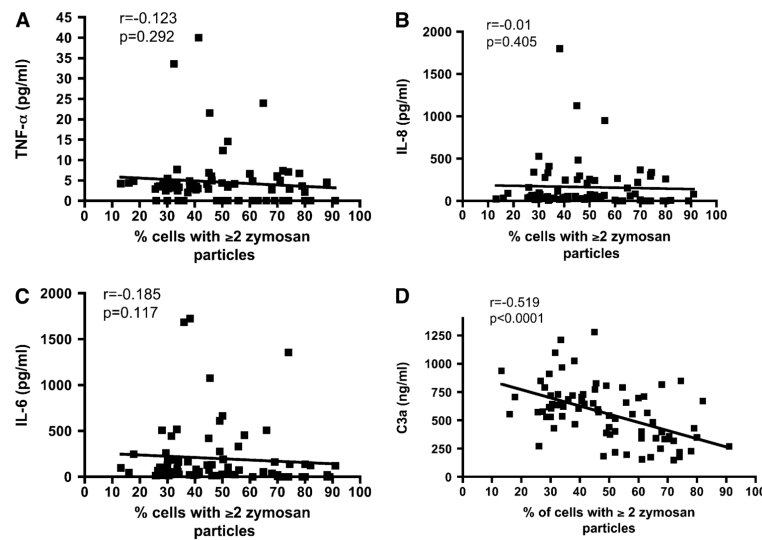 A
r=-0.123
p=0.292
TNF-α (pg/ml)
45
40
35
30
25
20
15
10
5
0
0 10 20 30 40 50 60 70 80 90 100
% cells with ≥2 zymosan
particles
B
r=-0.01
p=0.405
IL-8 (pg/ml)
2000
1500
1000
500
0
0 10 20 30 40 50 60 70 80 90 100
% cells with ≥2 zymosan
particles
C
r=-0.185
p=0.117
IL-6 (pg/ml)
2000
1500
1000
500
0
0 10 20 30 40 50 60 70 80 90 100
% cells with ≥2 zymosan
particles
D
r=-0.519
p<0.0001
C3a (ng/ml)
1250
1000
750
500
250
0
0 10 20 30 40 50 60 70 80 90 100
% of cells with ≥ 2 zymosan
particles